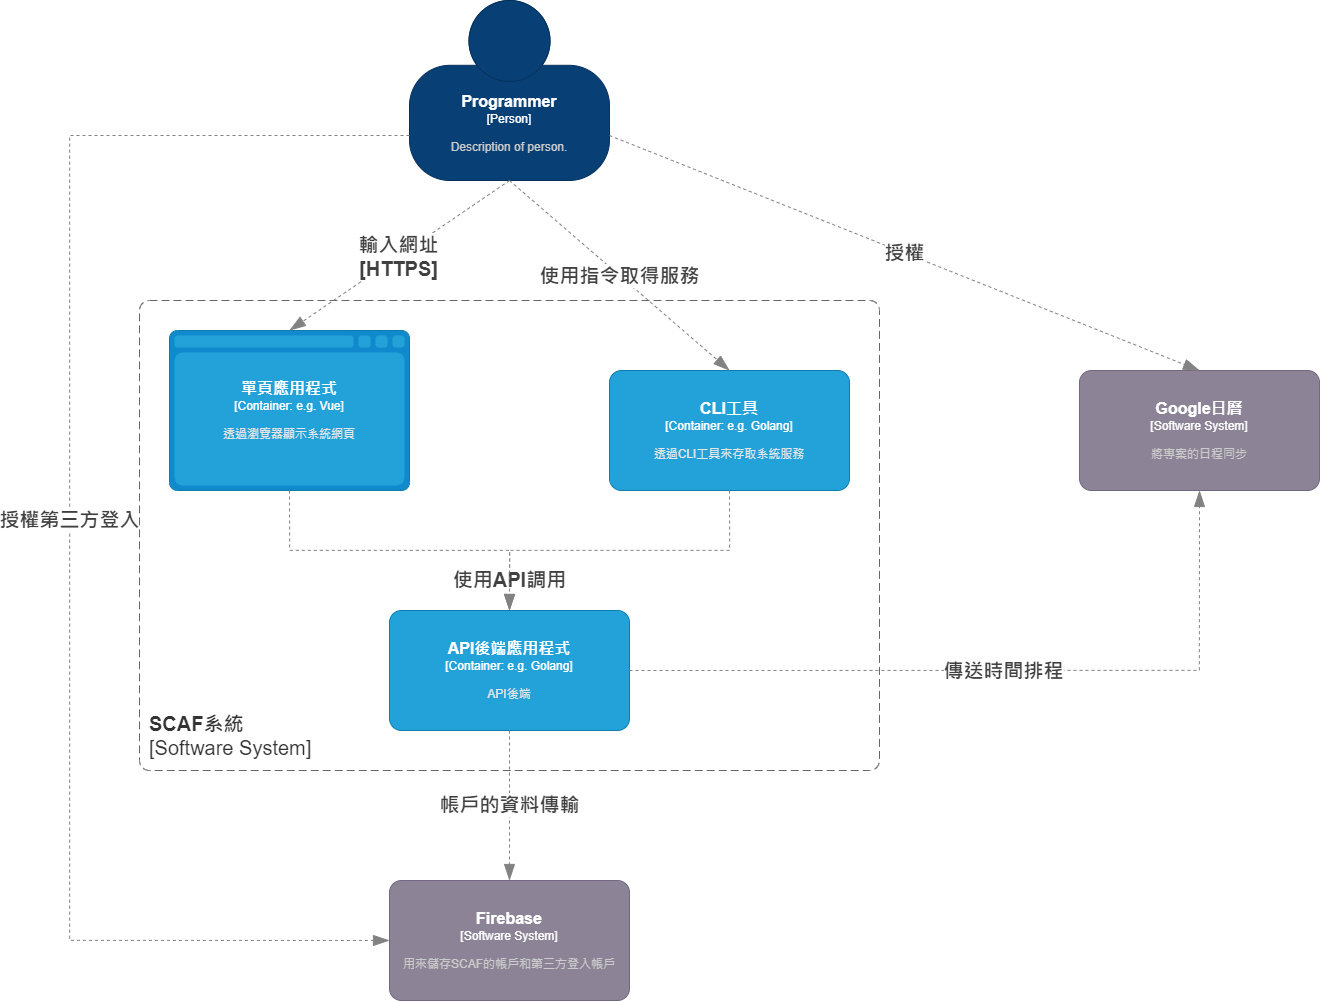 Programmer
[Person]
Description of person.
輸入網址
[HTTPS]
使用指令取得服務
授權
單頁應用程式
[Container: e.g. Vue]
透過瀏覽器顯示系統網頁
CLI工具
[Container: e.g. Golang]
透過CLI工具來存取系統服務
Google日曆
[Software System]
將專案的日程同步
授權第三方登入
使用API調用
API後端應用程式
[Container: e.g. Golang]
API後端
傳送時間排程
SCAF系統
[Software System]
帳戶的資料傳輸
Firebase
[Software System]
用來儲存SCAF的帳戶和第三方登入帳戶